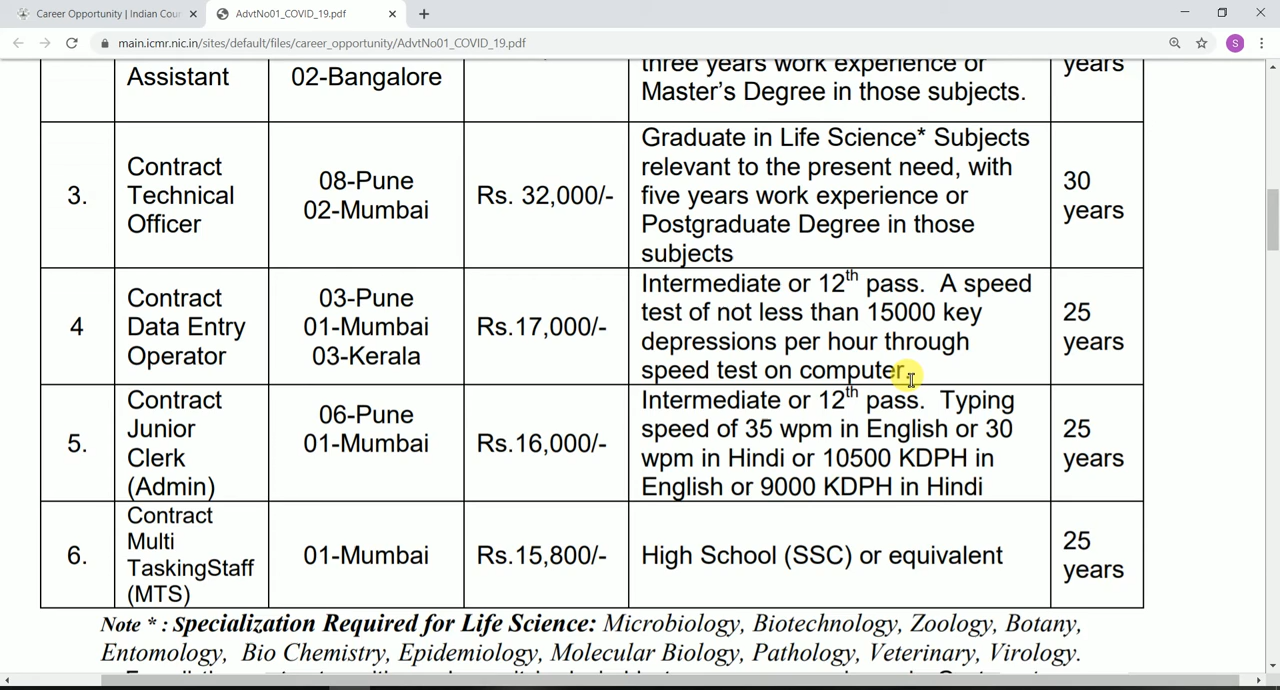 Career Opportunity | Indian Cour
AdvtNo01_COVID_19.pdf
main.icmr.nic.in/sites/default/files/career_opportunity/AdvtNo01_COVID_19.pdf
S
Assistant
02-Bangalore
three years work experience or
Master's Degree in those subjects.
years
3.
Contract
Technical
Officer
08-Pune
02-Mumbai
Rs. 32,000/-
Graduate in Life Science* Subjects
relevant to the present need, with
five years work experience or
Postgraduate Degree in those
subjects
30
years
4
Contract
Data Entry
Operator
03-Pune
01-Mumbai
03-Kerala
Rs.17,000/-
Intermediate or 12th pass. A speed
test of not less than 15000 key
depressions per hour through
speed test on computer.
25
years
5.
Contract
Junior
Clerk
(Admin)
06-Pune
01-Mumbai
Rs.16,000/-
Intermediate or 12th pass. Typing
speed of 35 wpm in English or 30
wpm in Hindi or 10500 KDPH in
English or 9000 KDPH in Hindi
25
years
6.
Contract
Multi
TaskingStaff
(MTS)
01-Mumbai
Rs.15,800/-
High School (SSC) or equivalent
25
years
Note * : Specialization Required for Life Science: Microbiology, Biotechnology, Zoology, Botany,
Entomology, Bio Chemistry, Epidemiology, Molecular Biology, Pathology, Veterinary, Virology.